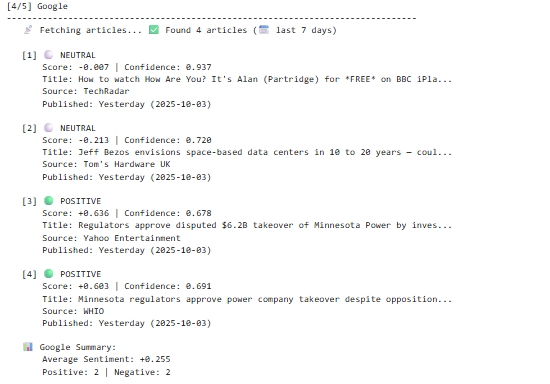 [4/5] Google
--------------------------------------------------------------------------------
📡 Fetching articles... ✅ Found 4 articles (📅 last 7 days)
[1] ⚪ NEUTRAL
Score: -0.007 | Confidence: 0.937
Title: How to watch How Are You? It's Alan (Partridge) for *FREE* on BBC iPla...
Source: TechRadar
Published: Yesterday (2025-10-03)
[2] ⚪ NEUTRAL
Score: -0.213 | Confidence: 0.720
Title: Jeff Bezos envisions space-based data centers in 10 to 20 years — coul...
Source: Tom's Hardware UK
Published: Yesterday (2025-10-03)
[3] 🟢 POSITIVE
Score: +0.636 | Confidence: 0.678
Title: Regulators approve disputed $6.2B takeover of Minnesota Power by inves...
Source: Yahoo Entertainment
Published: Yesterday (2025-10-03)
[4] 🟢 POSITIVE
Score: +0.603 | Confidence: 0.691
Title: Minnesota regulators approve power company takeover despite opposition...
Source: WHIO
Published: Yesterday (2025-10-03)
📊 Google Summary:
Average Sentiment: +0.255
Positive: 2 | Negative: 2